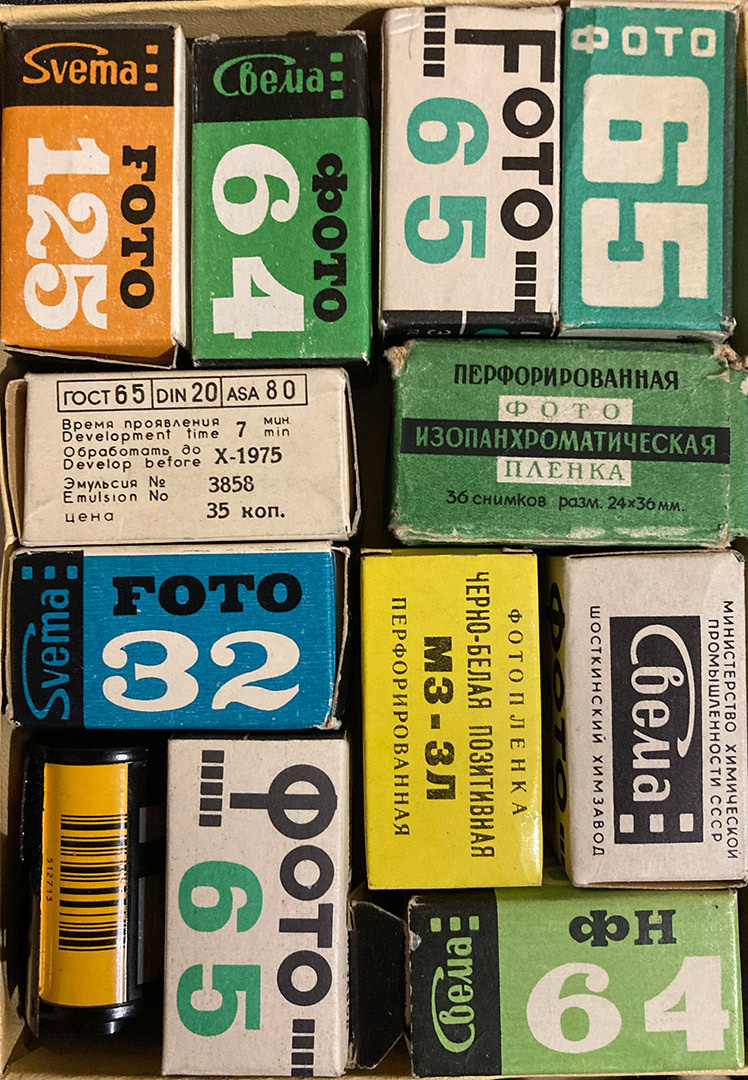 Svema
FOTO
125
Свема
ФОТО
64
FОТО
65
ФОТО
65
ГОСТ 65 DIN 20 ASA 80
Время проявления 7 мин
Development time min
Обработать до X-1975
Develop before
Эмульсия № 3858
Emulsion No
цена 35 коп.
ПЕРФОРИРОВАННАЯ
ФОТО
ИЗОПАНХРОМАТИЧЕСКАЯ
ПЛЕНКА
36 снимков разм. 24×36 мм.
Svema
FOTO
32
ФОТОПЛЕНКА
ЧЕРНО-БЕЛАЯ ПОЗИТИВНАЯ
МЗ-3Л
ПЕРФОРИРОВАННАЯ
ФОТО
МИНИСТЕРСТВО ХИМИЧЕСКОЙ
ПРОМЫШЛЕННОСТИ СССР
Свема
ШОСТКИНСКИЙ ХИМЗАВОД
512713
ФОТО
65
Свема
ФН
64